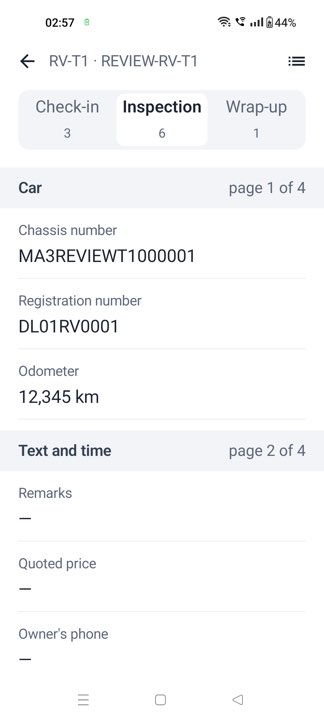 02:57
44%
RV-T1 · REVIEW-RV-T1
Check-in
Inspection
Wrap-up
3
6
1
Car
page 1 of 4
Chassis number
MA3REVIEWT1000001
Registration number
DL01RV0001
Odometer
12,345 km
Text and time
page 2 of 4
Remarks
—
Quoted price
—
Owner's phone
—